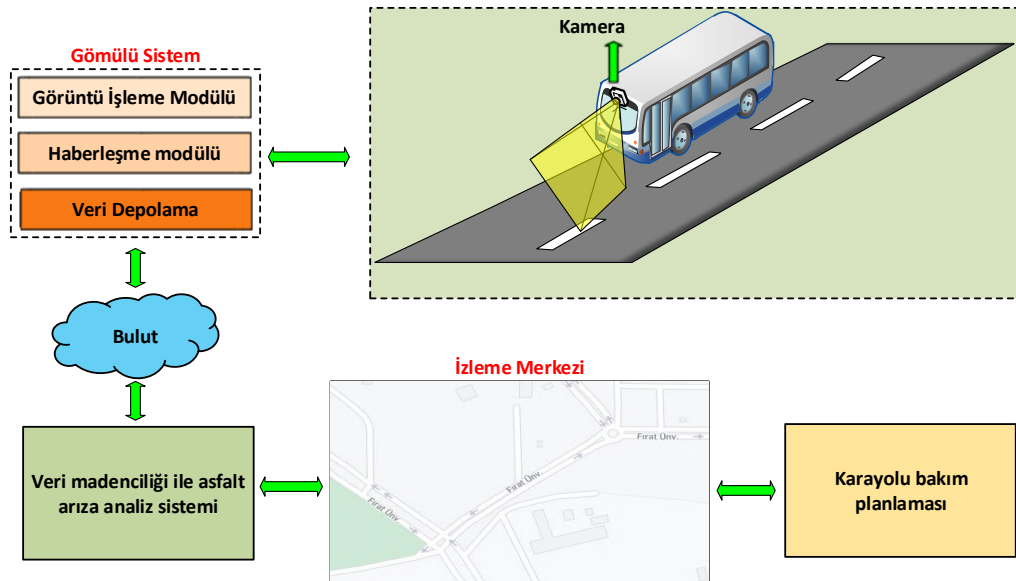 Gömülü Sistem
Görüntü İşleme Modülü
Haberleşme modülü
Veri Depolama
Kamera
Bulut
Veri madenciliği ile asfalt
arıza analiz sistemi
İzleme Merkezi
Fırat Ünv.
Fırat Ünv.
Fırat Ünv.
Karayolu bakım
planlaması